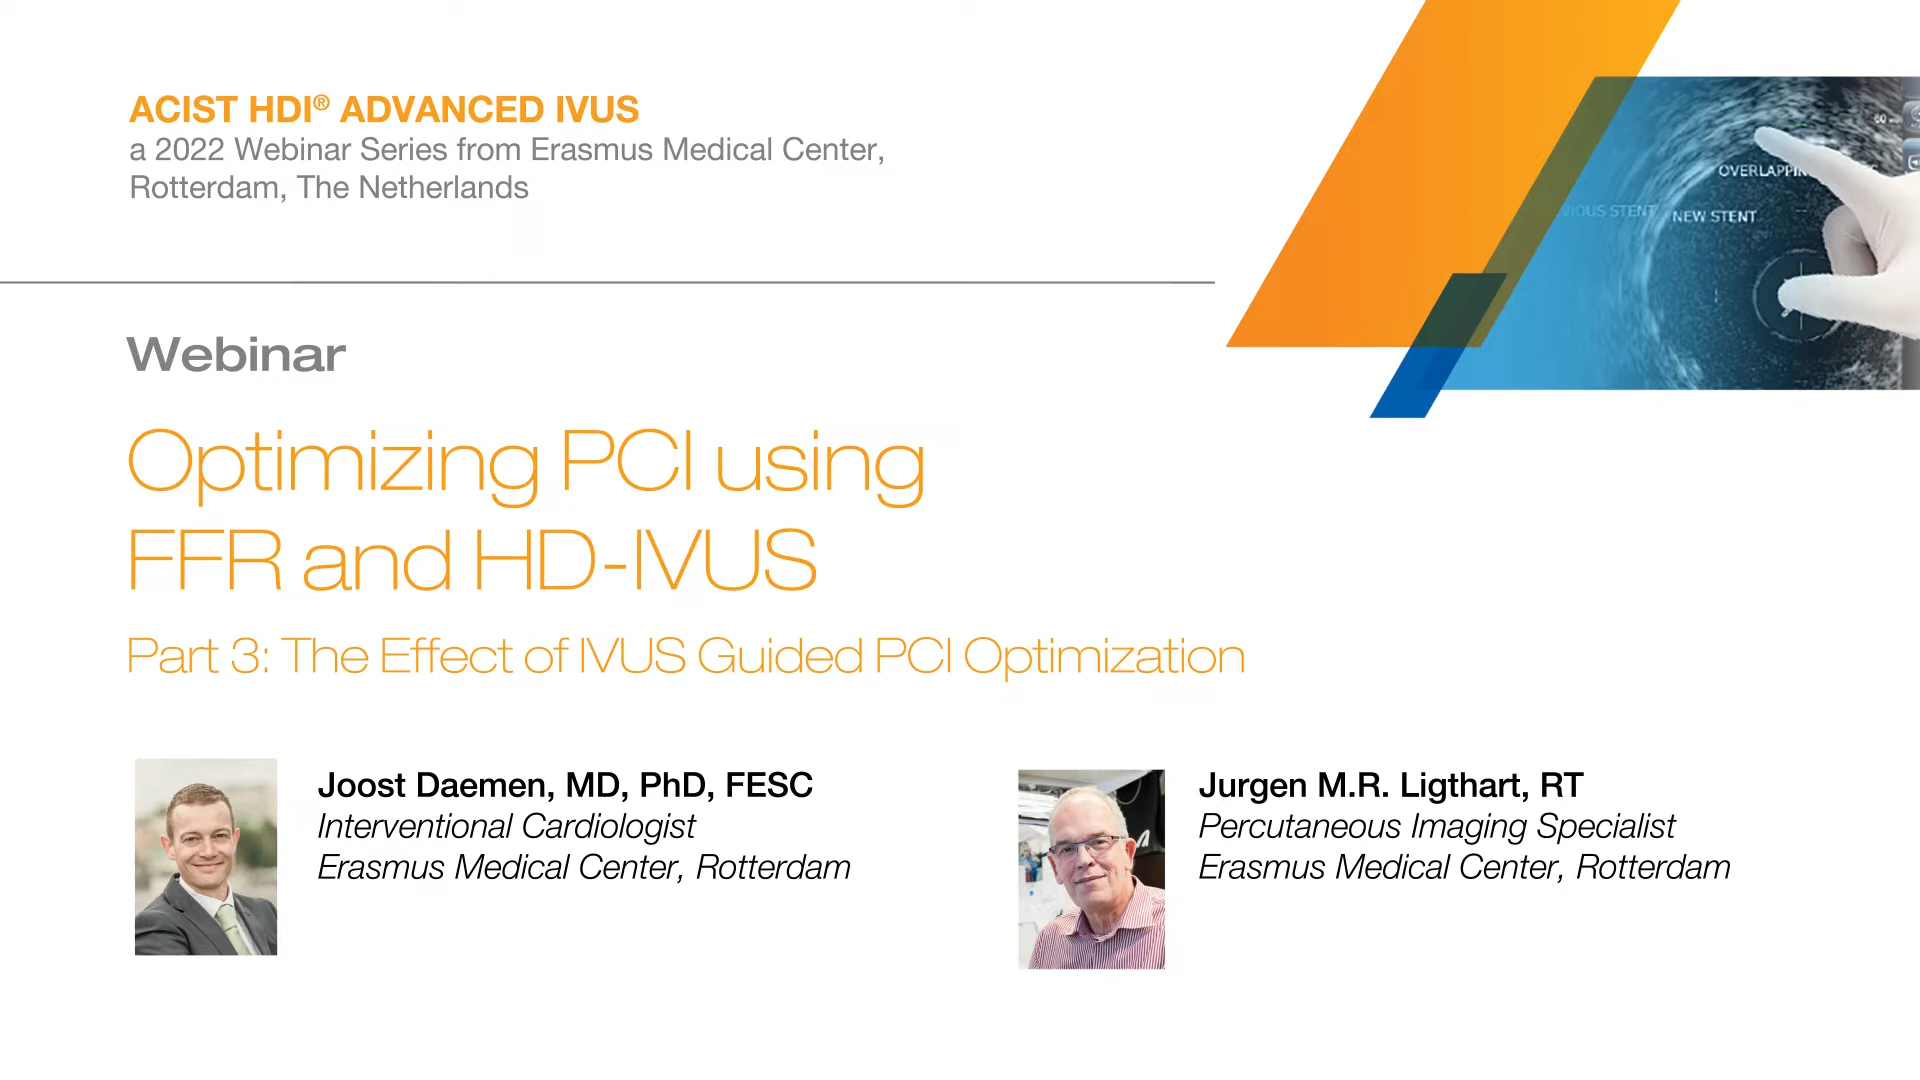 ACIST HDI® ADVANCED IVUS
a 2022 Webinar Series from Erasmus Medical Center,
Rotterdam, The Netherlands
OVERLAPPIN
NEW STENT
Webinar
Optimizing PCI using
FFR and HD-IVUS
Part 3: The Effect of IVUS Guided PCI Optimization
Joost Daemen, MD, PhD, FESC
Interventional Cardiologist
Erasmus Medical Center, Rotterdam
Jurgen M.R. Ligthart, RT
Percutaneous Imaging Specialist
Erasmus Medical Center, Rotterdam